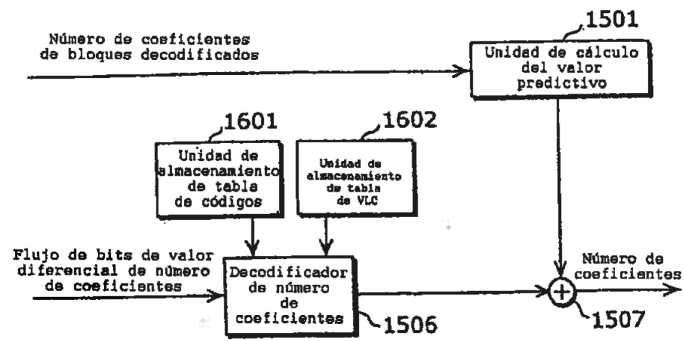 Número de coeficientes
de bloques decodificados
1501
Unidad de cálculo
del valor
predictivo
1601
Unidad de
almacenamiento
de tabla
de códigos
1602
Unidad de
almacenamiento
de tabla
de VLC
Flujo de bits de valor
diferencial de número
de coeficientes
Decodificador
de número
de
coeficientes
1506
Número de
coeficientes
+
1507